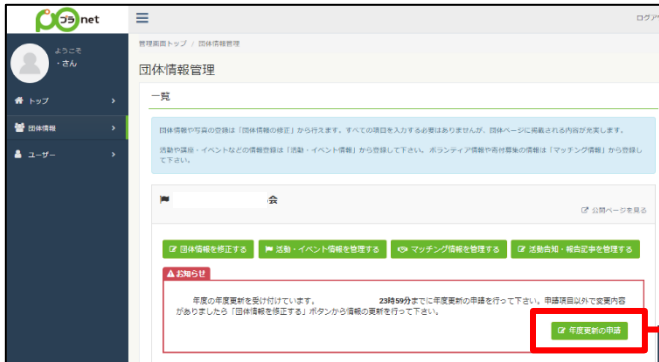 プラnet
ログア
ようこそ
・さん
トップ
団体情報
ユーザー
管理画面トップ / 団体情報管理
団体情報管理
一覧
団体情報や写真の登録は「団体情報の修正」から行えます。すべての項目を入力する必要はありませんが、団体ページに掲載される内容が充実します。
活動や講座・イベントなどの情報登録は「活動・イベント情報」から登録して下さい。ボランティア情報や寄付募集の情報は「マッチング情報」から登録し
て下さい。
会
公開ページを見る
団体情報を修正する 活動・イベント情報を管理する マッチング情報を管理する 活動告知・報告記事を管理する
お知らせ
年度の年度更新を受け付けています。 23時59分までに年度更新の申請を行って下さい。申請項目以外で変更内容
がありましたら「団体情報を修正する」ボタンから情報の更新を行って下さい。
年度更新の申請